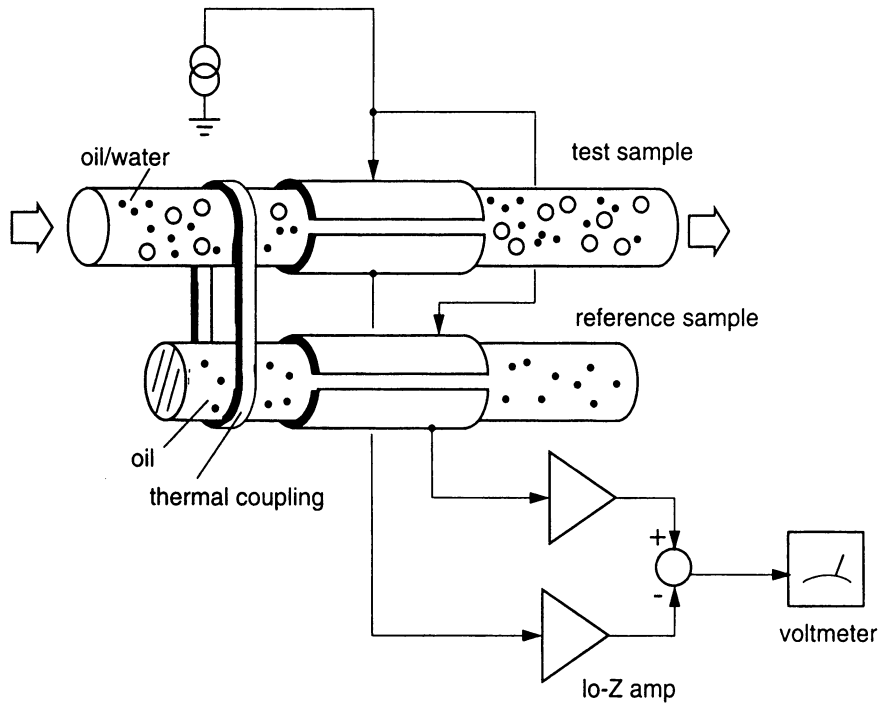 oil/water
test sample
reference sample
oil
thermal coupling
+
-
voltmeter
lo-Z amp